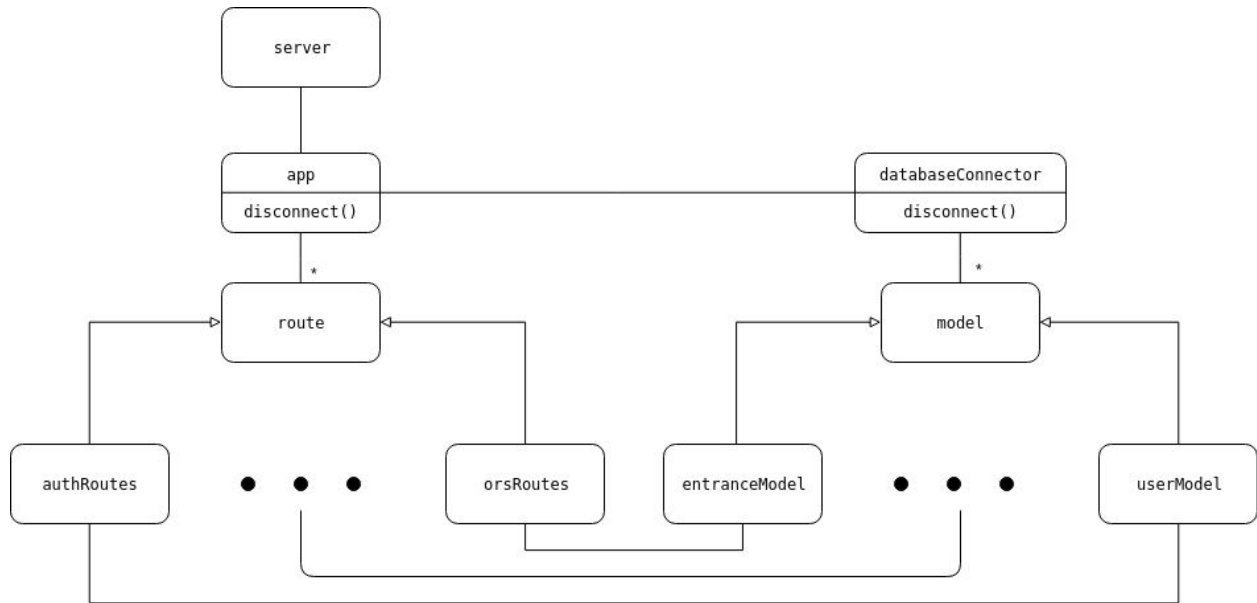 server
app
databaseConnector
disconnect()
disconnect()
*
*
route
model
authRoutes
orsRoutes
entranceModel
userModel